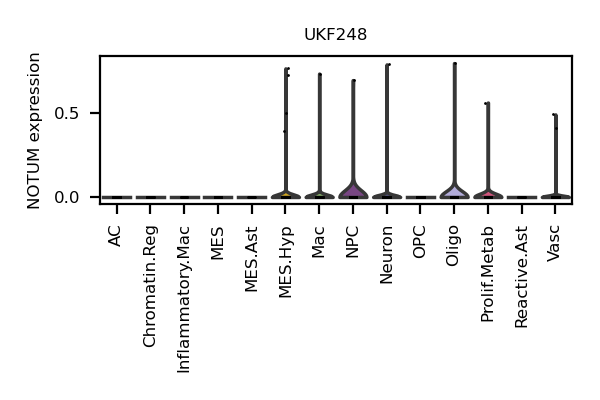 UKF248
NOTUM expression
0.5
0.0
AC
Chromatin.Reg
Inflammatory.Mac
MES
MES.Ast
MES.Hyp
Mac
NPC
Neuron
OPC
Oligo
Prolif.Metab
Reactive.Ast
Vasc